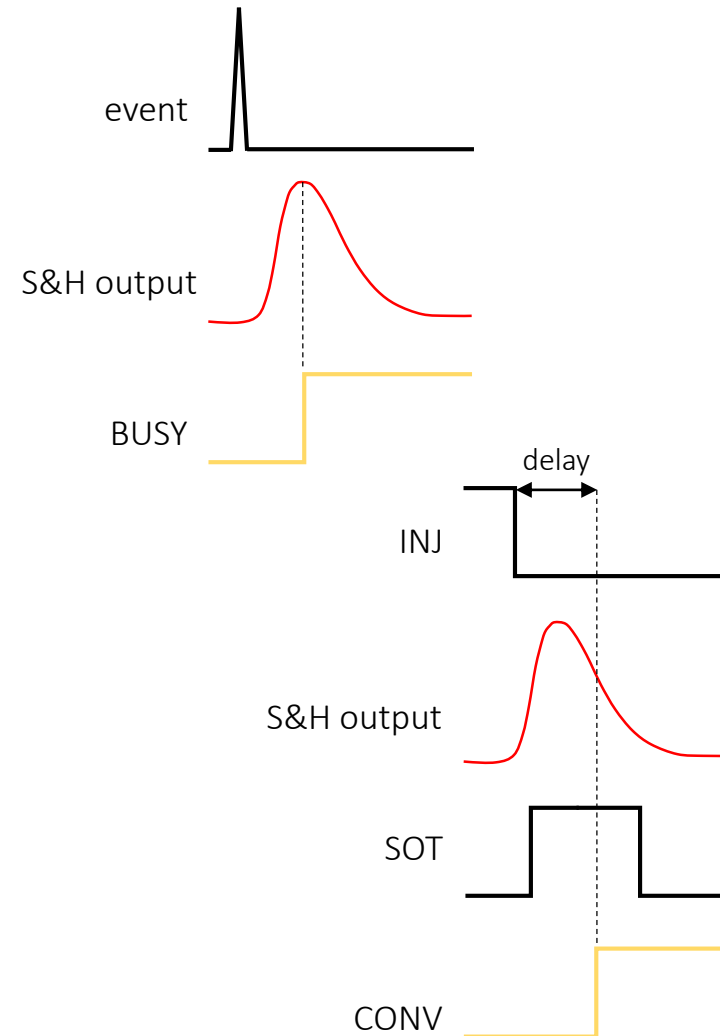 event
S&H output
BUSY
delay
INJ
S&H output
SOT
CONV